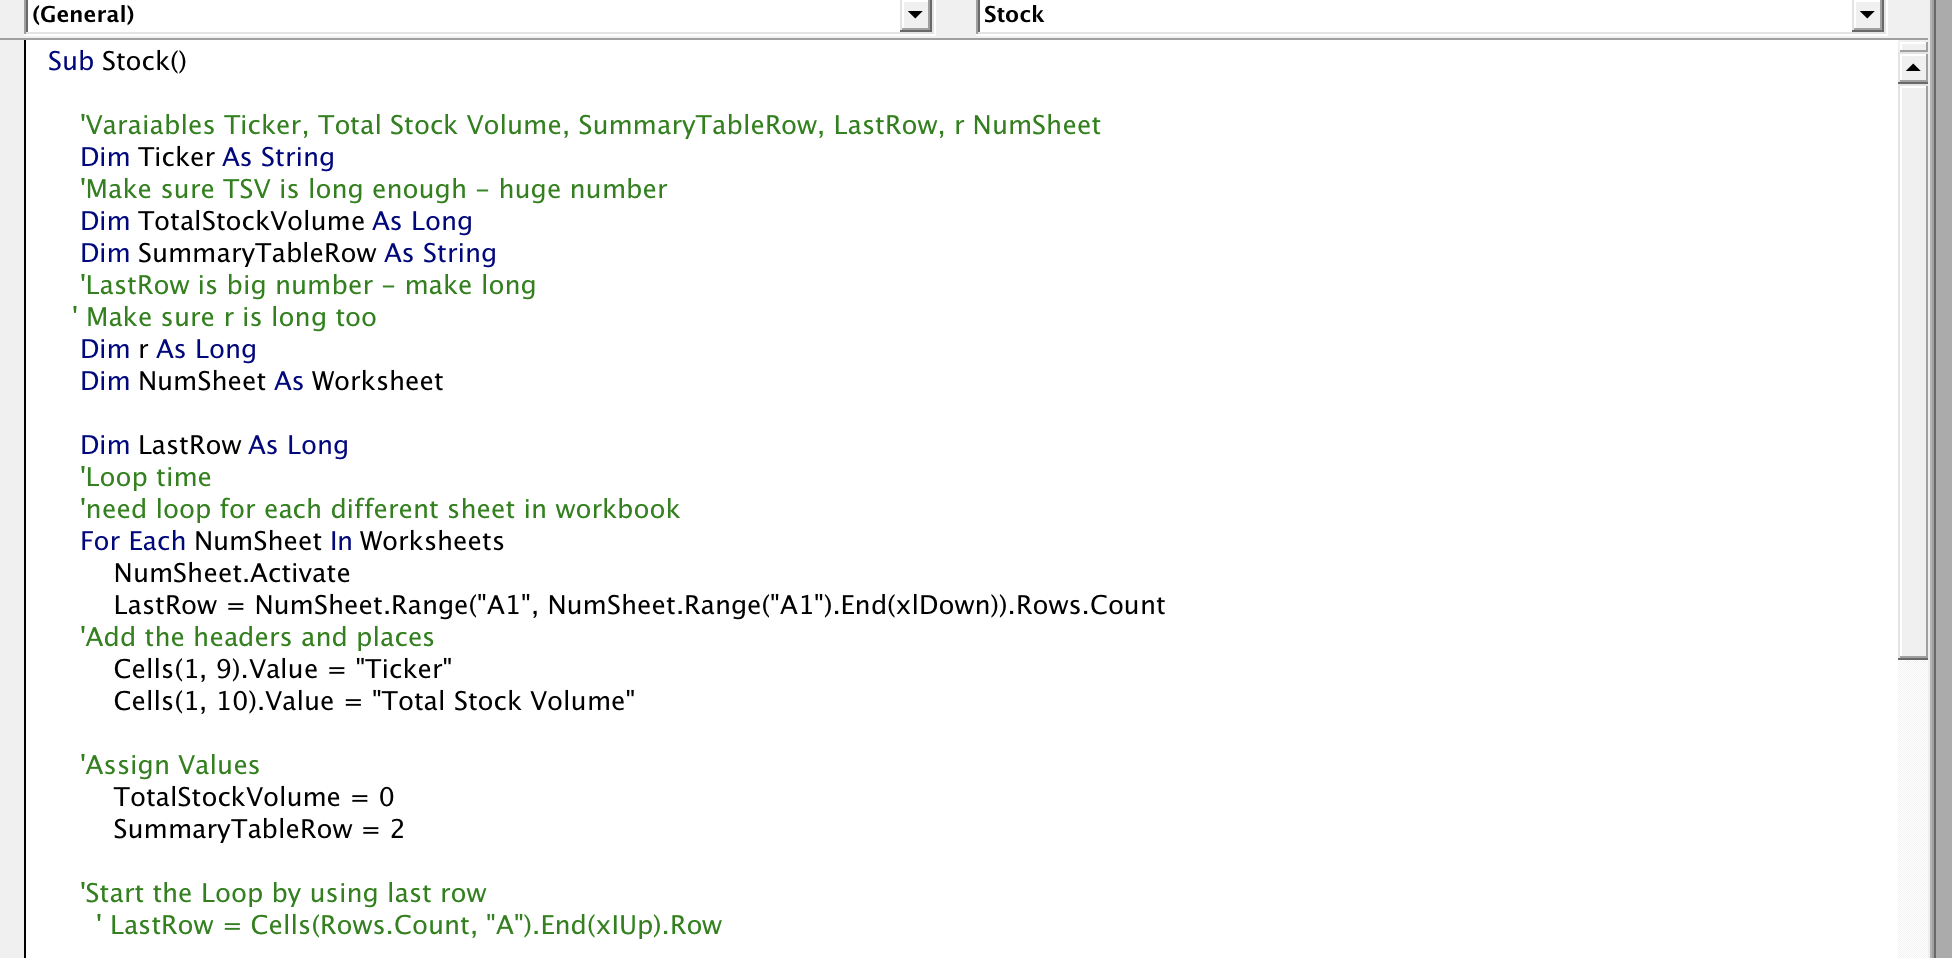 (General)
Stock
Sub Stock()
'Varaiables Ticker, Total Stock Volume, SummaryTableRow, LastRow, r NumSheet
Dim Ticker As String
'Make sure TSV is long enough - huge number
Dim TotalStockVolume As Long
Dim SummaryTableRow As String
'LastRow is big number - make long
' Make sure r is long too
Dim r As Long
Dim NumSheet As Worksheet
Dim LastRow As Long
'Loop time
'need loop for each different sheet in workbook
For Each NumSheet In Worksheets
NumSheet.Activate
LastRow = NumSheet.Range("A1", NumSheet.Range("A1").End(xlDown)).Rows.Count
'Add the headers and places
Cells(1, 9).Value = "Ticker"
Cells(1, 10).Value = "Total Stock Volume"
'Assign Values
TotalStockVolume = 0
SummaryTableRow = 2
'Start the Loop by using last row
' LastRow = Cells(Rows.Count, "A").End(xIUp).Row